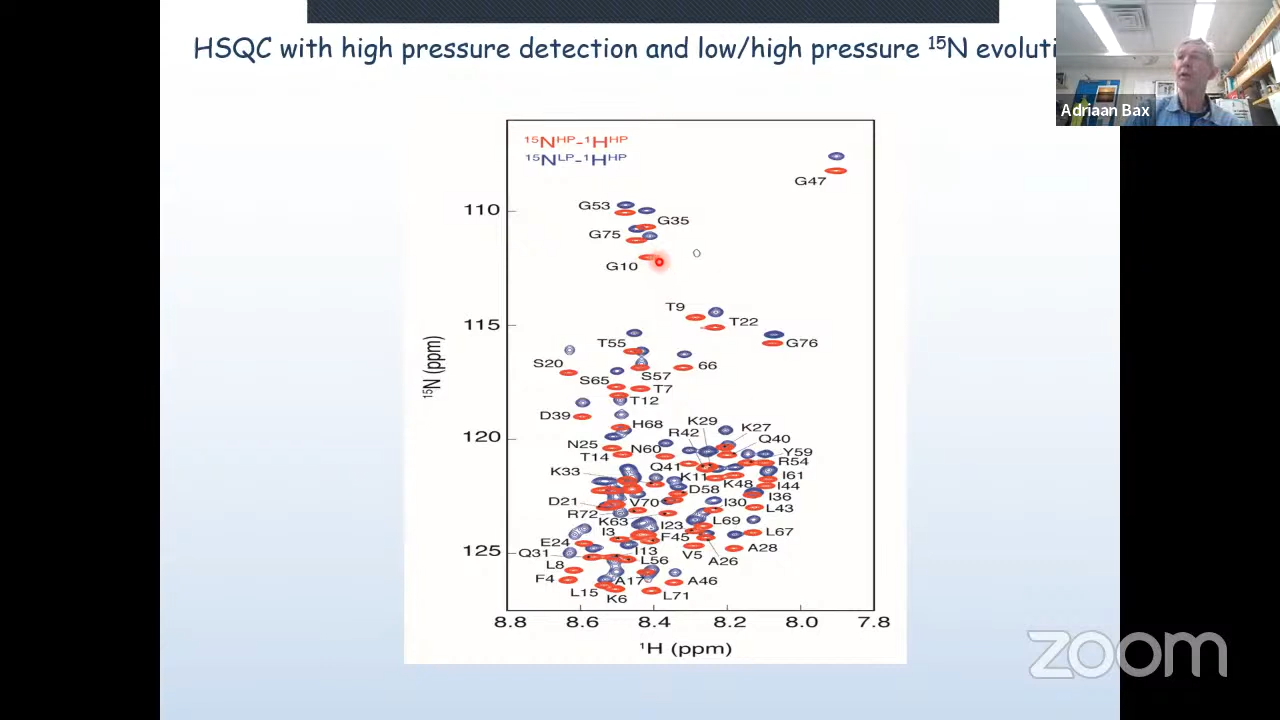 HSQC with high pressure detection and low/high pressure ¹⁵N evoluti
Adriaan Bax
¹⁵Nᴴᴾ-¹Hᴴᴾ
¹⁵Nᴸᴾ-¹Hᴴᴾ
G47
G53
110
G35
G75
G10
T9
T22
115
G76
T55
S20
66
S57
S65
T7
T12
D39
K29
K27
H68
R42
120
Q40
N25
N60
Y59
T14
R54
Q41
K33
K11
I61
K48
I44
D58
I36
D21
V70
I30
L43
R72
K63
L69
I23
I3
L67
F45
E24
A28
125
Q31
I13
V5
L56
A26
L8
F4
A17
A46
L15
K6
L71
¹⁵N (ppm)
8.8
8.6
8.4
8.2
8.0
7.8
¹H (ppm)
zoom